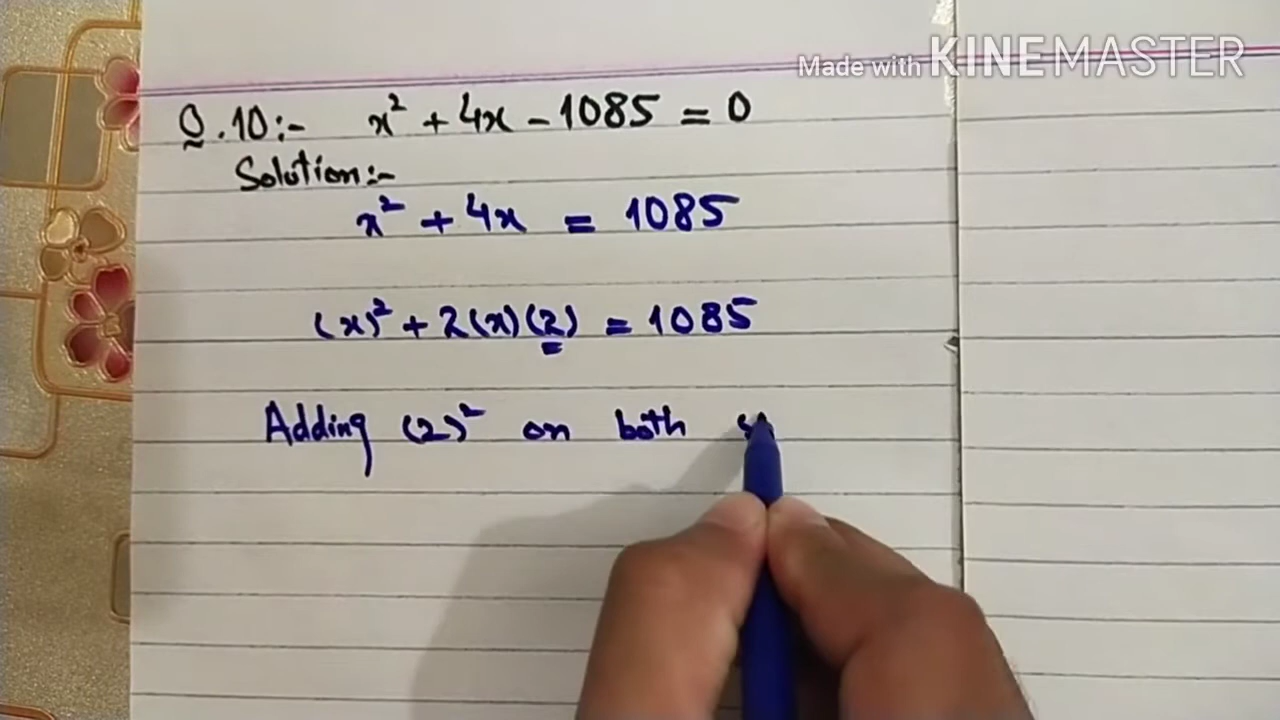 Made with KINEMASTER
Q.10:- x² + 4x - 1085 = 0
Solution:-
x² + 4x = 1085
(x)² + 2(x)(2) = 1085
Adding (2)² on both